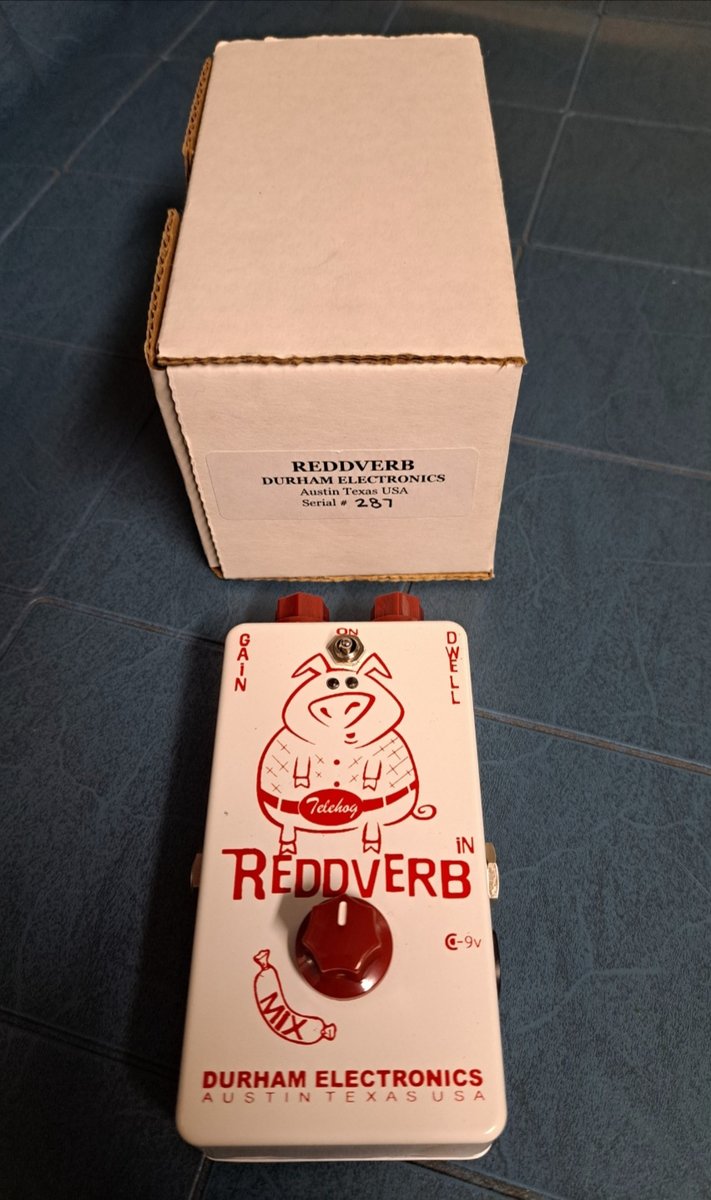 REDDVERB
DURHAM ELECTRONICS
Austin Texas USA
Serial # 287
ON
GAiN
DWELL
Telehog
iN
REDDVERB
-9v
MIX
DURHAM ELECTRONICS
AUSTIN TEXAS USA